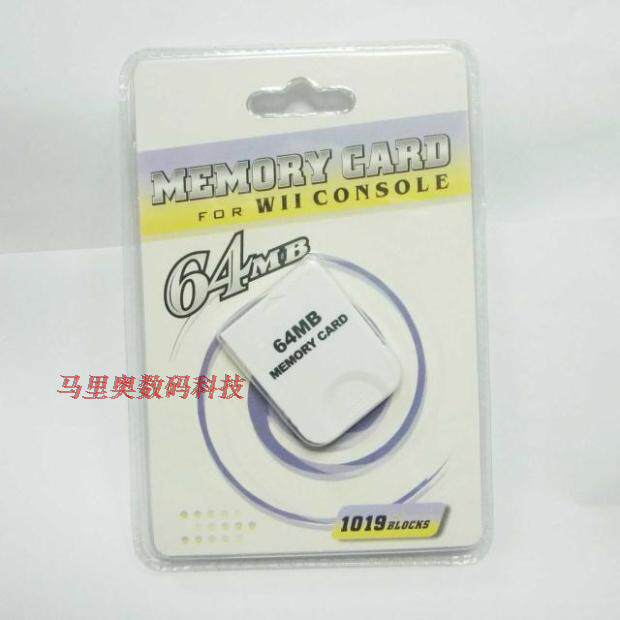 MEMORY CARD
FOR WII CONSOLE
64MB
64MB
MEMORY CARD
马里奥数码科技
1019 BLOCKS